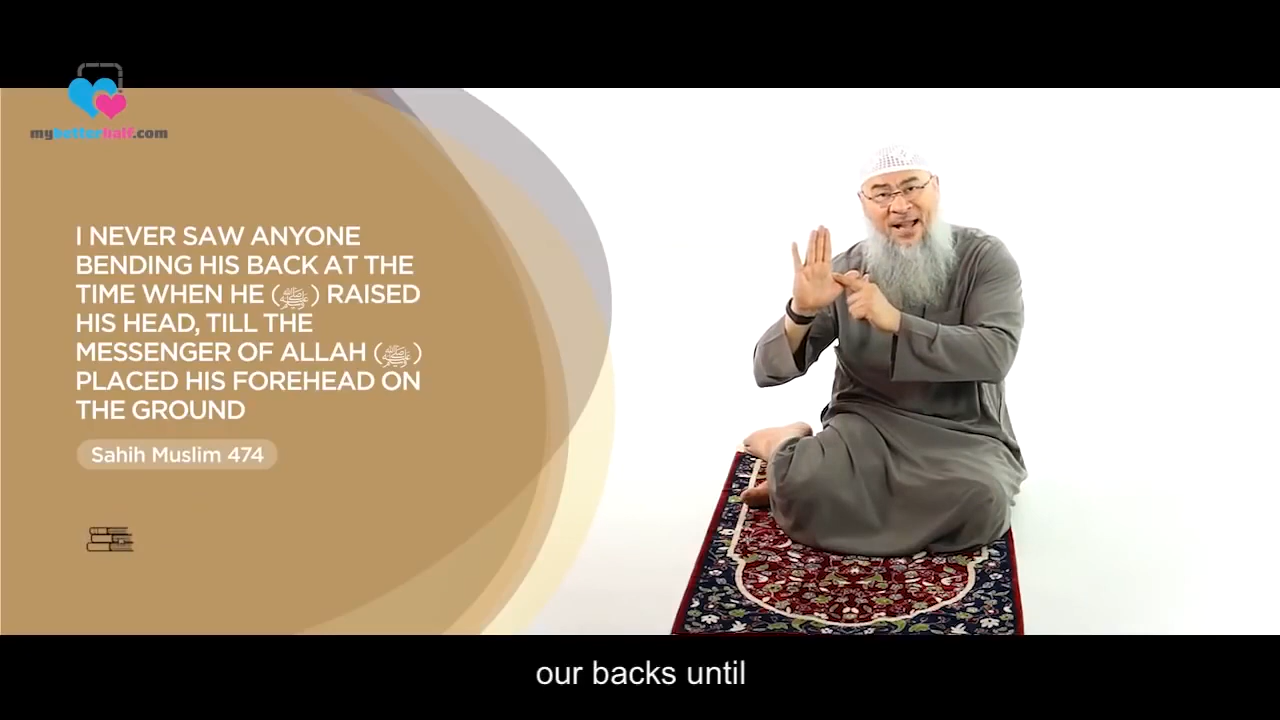 mybetterhalf.com
I NEVER SAW ANYONE
BENDING HIS BACK AT THE
TIME WHEN HE (ﷺ) RAISED
HIS HEAD, TILL THE
MESSENGER OF ALLAH (ﷺ)
PLACED HIS FOREHEAD ON
THE GROUND
Sahih Muslim 474
our backs until